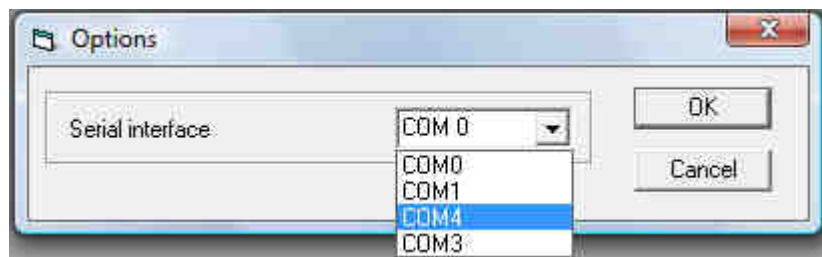 Options
Serial interface
COM 0
OK
COM0
COM1
COM4
COM3
Cancel